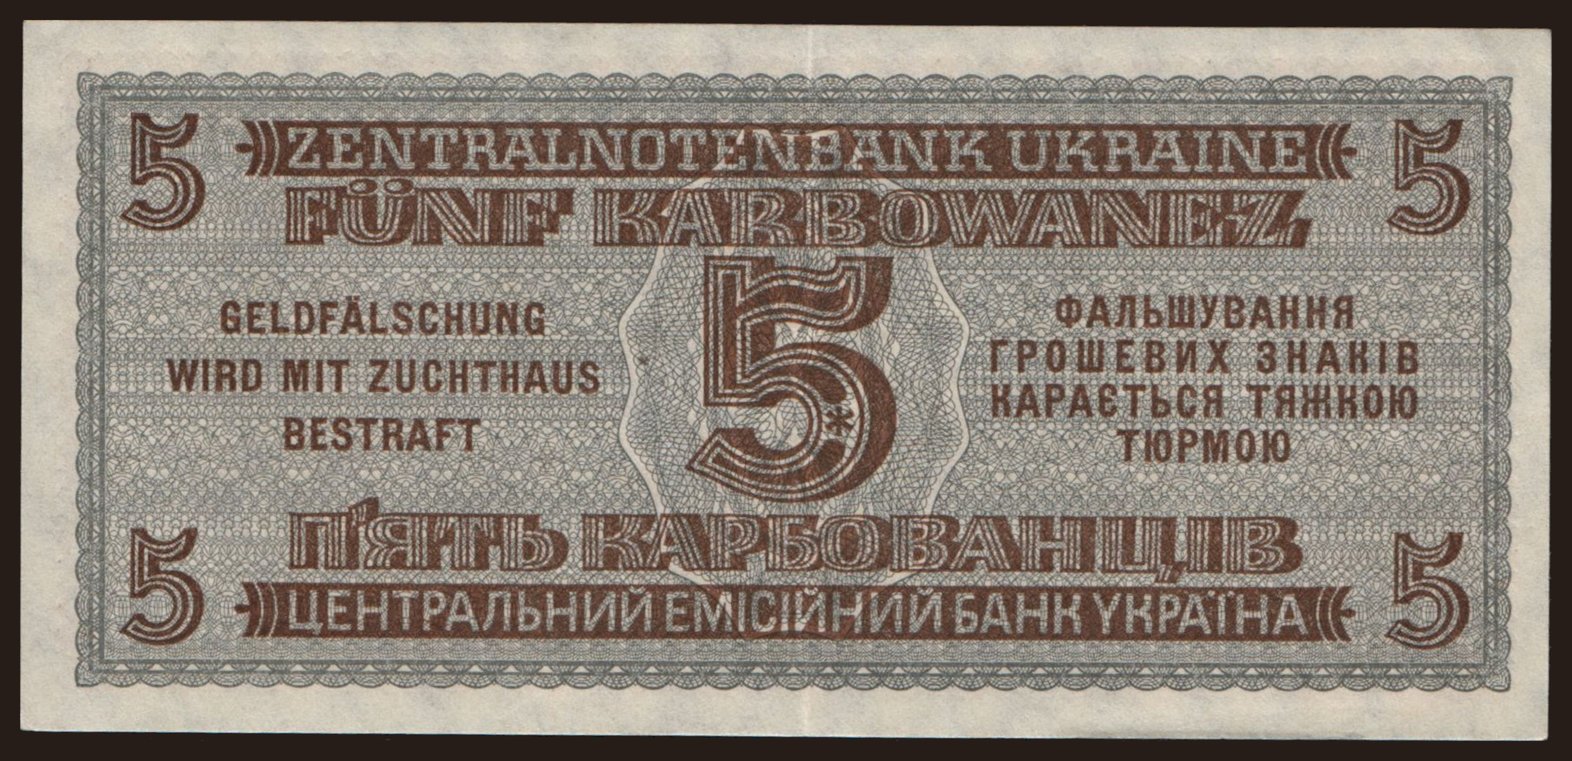 5 ZENTRALNOTENBANK UKRAINE 5
FÜNF KARBOWANEZ
5
GELDFÄLSCHUNG
WIRD MIT ZUCHTHAUS
BESTRAFT
ФАЛЬШУВАННЯ
ГРОШЕВИХ ЗНАКІВ
КАРАЄТЬСЯ ТЯЖКОЮ
ТЮРМОЮ
П'ЯТЬ КАРБОВАНЦІВ
5 ЦЕНТРАЛЬНИЙ ЕМІСІЙНИЙ БАНК УКРАЇНА 5